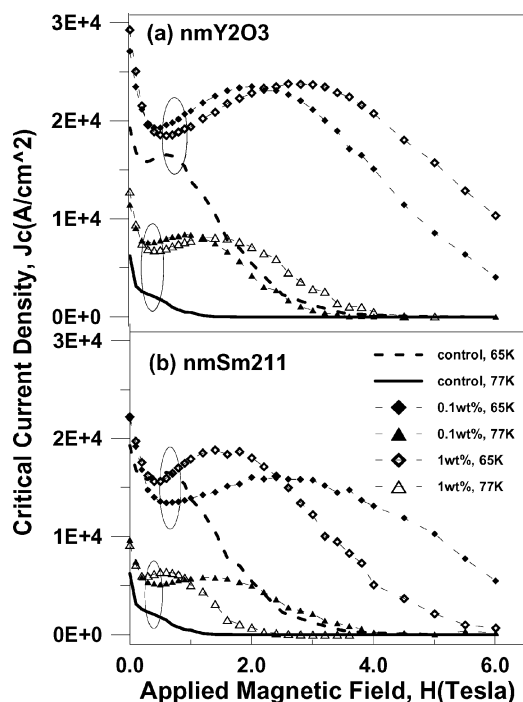 3E+4
(a) nmY2O3
2E+4
1E+4
0E+0
3E+4
(b) nmSm211
2E+4
1E+4
0E+0
control, 65K
control, 77K
0.1wt%, 65K
0.1wt%, 77K
1wt%, 65K
1wt%, 77K
0.0 2.0 4.0 6.0
Applied Magnetic Field, H(Tesla)
Critical Current Density, Jc(A/cm^2)